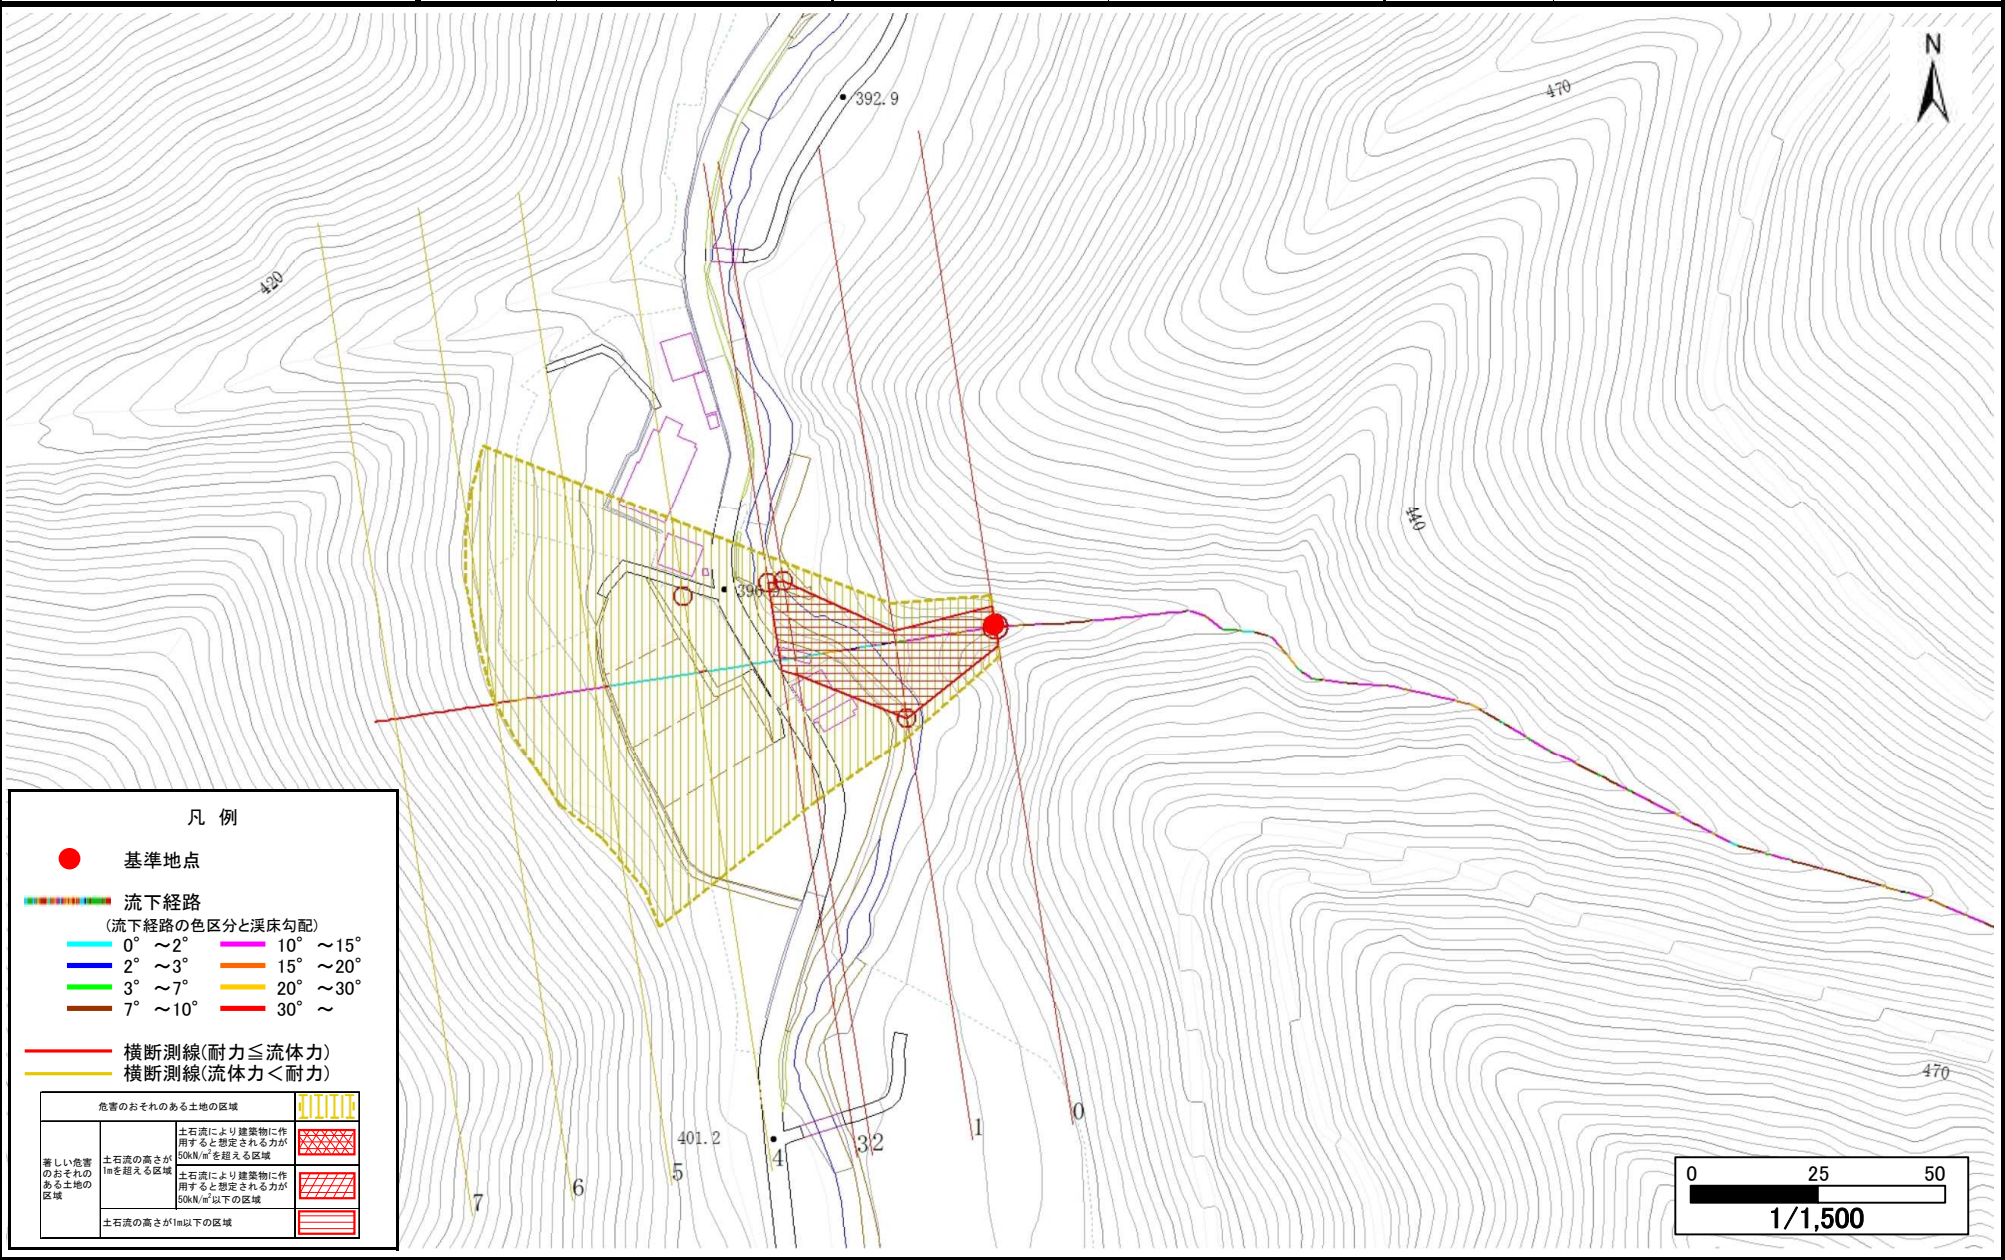 N
392.9
470
420
440
396.9
470
401.2
0
1
32
4
5
6
7
凡 例
基準地点
流下経路
(流下経路の色区分と渓床勾配)
0° ～2° 10° ～15°
2° ～3° 15° ～20°
3° ～7° 20° ～30°
7° ～10° 30° ～
横断測線(耐力≦流体力)
横断測線(流体力＜耐力)
危害のおそれのある土地の区域
著しい危害
のおそれの
ある土地の
区域
土石流の高さが
1mを超える区域
土石流により建築物に作
用すると想定される力が
50kN/m²を超える区域
土石流により建築物に作
用すると想定される力が
50kN/m²以下の区域
土石流の高さが1m以下の区域
0 25 50
1/1,500